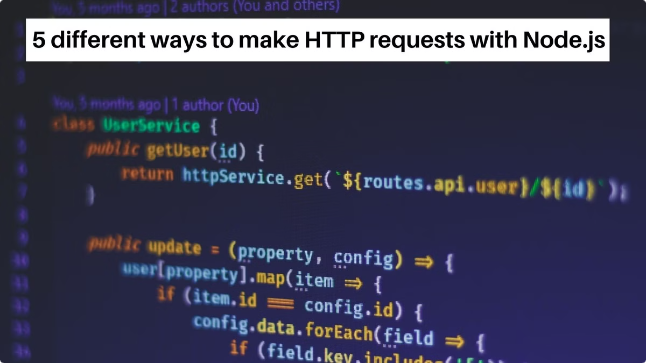 You, 5 months ago | 2 authors (You and others)
5 different ways to make HTTP requests with Node.js
You, 5 months ago | 1 author (You)
class UserService {
public getUser(id) {
return httpService.get(`${routes.api.user}/${id}`);
}
public update = (property, config) => {
user[property].map(item => {
if (item.id === config.id) {
config.data.forEach(field => {
if (field.key.includes(